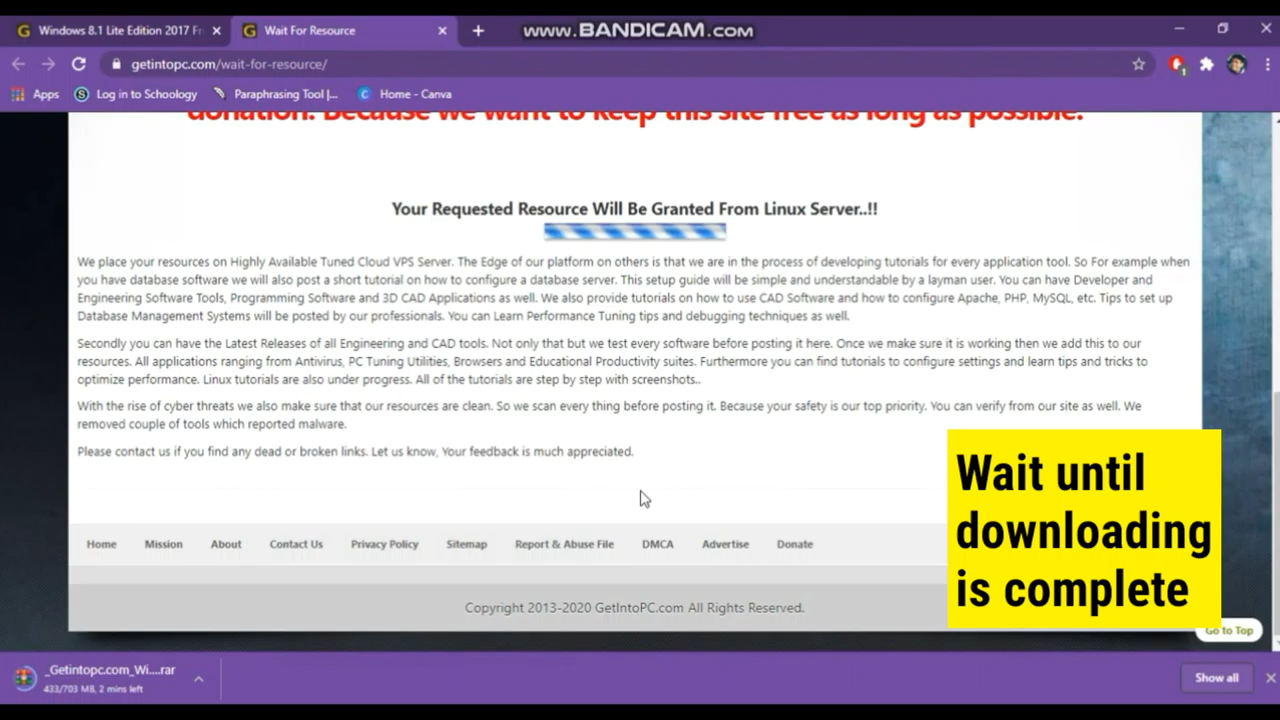 Windows 8.1 Lite Edition 2017 Fr
Wait For Resource
www.BANDICAM.com
getintopc.com/wait-for-resource/
1
Apps
Log in to Schoology
Paraphrasing Tool |...
Home - Canva
donation. Because we want to keep this site free as long as possible.
Your Requested Resource Will Be Granted From Linux Server..!!
We place your resources on Highly Available Tuned Cloud VPS Server. The Edge of our platform on others is that we are in the process of developing tutorials for every application tool. So For example when
you have database software we will also post a short tutorial on how to configure a database server. This setup guide will be simple and understandable by a layman user. You can have Developer and
Engineering Software Tools, Programming Software and 3D CAD Applications as well. We also provide tutorials on how to use CAD Software and how to configure Apache, PHP, MySQL, etc. Tips to set up
Database Management Systems will be posted by our professionals. You can Learn Performance Tuning tips and debugging techniques as well.
Secondly you can have the Latest Releases of all Engineering and CAD tools. Not only that but we test every software before posting it here. Once we make sure it is working then we add this to our
resources. All applications ranging from Antivirus, PC Tuning Utilities, Browsers and Educational Productivity suites. Furthermore you can find tutorials to configure settings and learn tips and tricks to
optimize performance. Linux tutorials are also under progress. All of the tutorials are step by step with screenshots..
With the rise of cyber threats we also make sure that our resources are clean. So we scan every thing before posting it. Because your safety is our top priority. You can verify from our site as well. We
removed couple of tools which reported malware.
Please contact us if you find any dead or broken links. Let us know, Your feedback is much appreciated.
Wait until
downloading
is complete
Home
Mission
About
Contact Us
Privacy Policy
Sitemap
Report & Abuse File
DMCA
Advertise
Donate
Copyright 2013-2020 GetIntoPC.com All Rights Reserved.
Go to Top
_Getintopc.com_Wi....rar
433/703 MB, 2 mins left
Show all